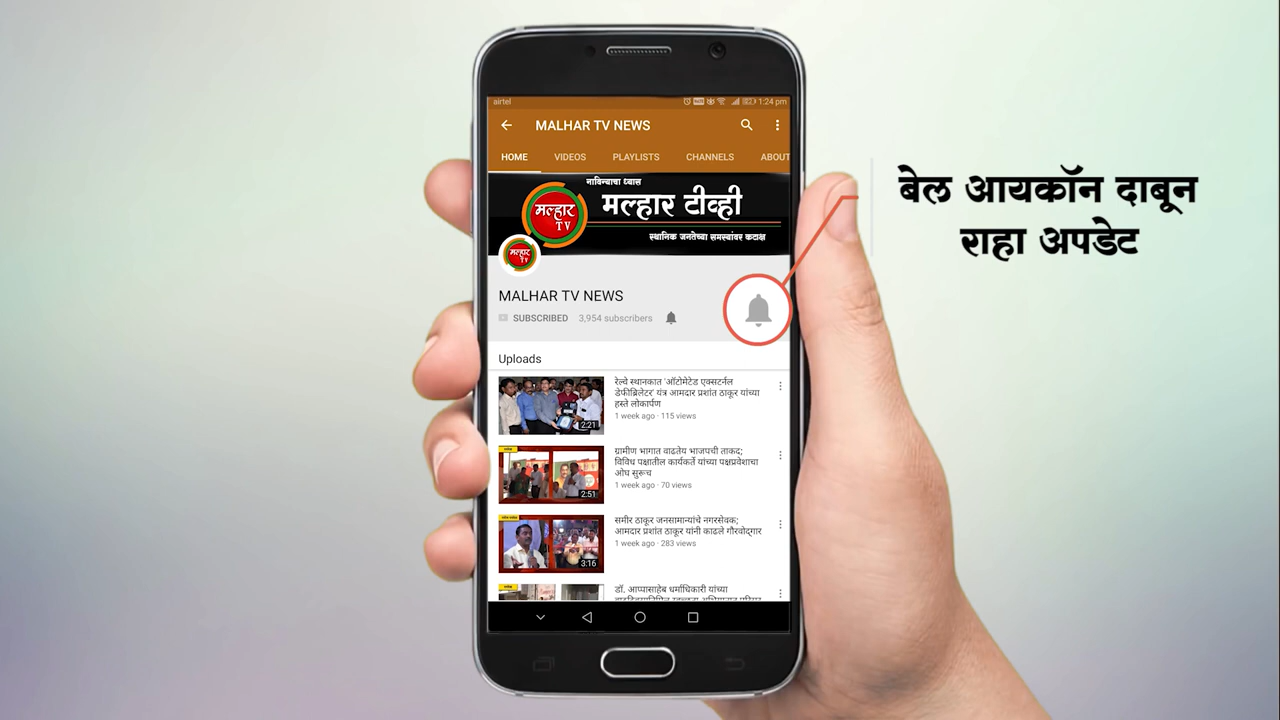 airtel 1:24 pm
MALHAR TV NEWS
HOME VIDEOS PLAYLISTS CHANNELS ABOUT
नाविन्याचा ध्यास
मल्हार टीव्ही
स्थानिक जनतेच्या समस्यांवर कटाक्ष
मल्हार
TV
मल्हार
TV
MALHAR TV NEWS
SUBSCRIBED 3,954 subscribers
Uploads
रेल्वे स्थानकात 'ऑटोमेटेड एक्सटर्नल
डेफीब्रिलेटर' यंत्र आमदार प्रशांत ठाकूर यांच्या
हस्ते लोकार्पण
1 week ago · 115 views
2:21
ग्रामीण भागात वाढतेय भाजपची ताकद;
विविध पक्षातील कार्यकर्ते यांच्या पक्षप्रवेशाचा
ओघ सुरूच
1 week ago · 70 views
2:51
समीर ठाकूर जनसामान्यांचे नगरसेवक;
आमदार प्रशांत ठाकूर यांनी काढले गौरवोद्गार
1 week ago · 283 views
3:16
डॉ. आप्पासाहेब धर्माधिकारी यांच्या
बेल आयकॉन दाबून
राहा अपडेट